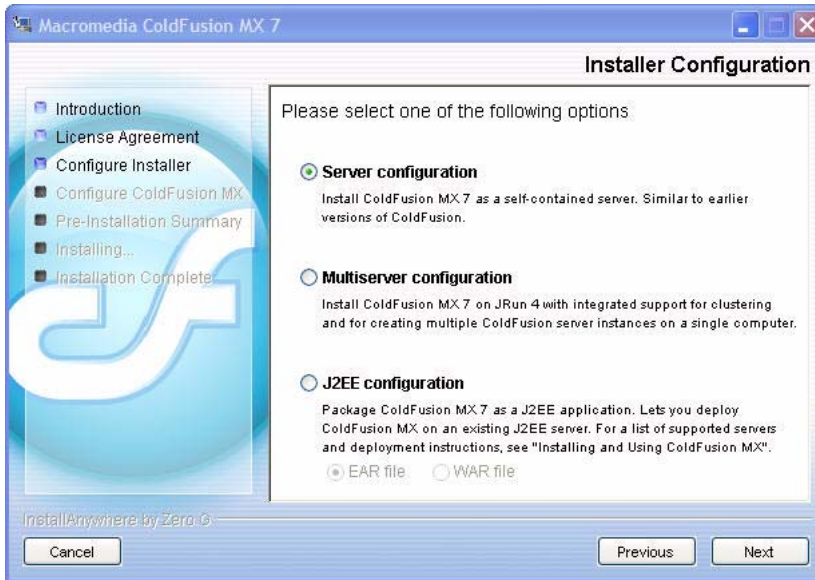 Macromedia ColdFusion MX 7
Installer Configuration
Introduction
License Agreement
Configure Installer
Configure ColdFusion MX
Pre-Installation Summary
Installing...
Installation Complete
Please select one of the following options
Server configuration
Install ColdFusion MX 7 as a self-contained server. Similar to earlier
versions of ColdFusion.
Multiserver configuration
Install ColdFusion MX 7 on JRun 4 with integrated support for clustering
and for creating multiple ColdFusion server instances on a single computer.
J2EE configuration
Package ColdFusion MX 7 as a J2EE application. Lets you deploy
ColdFusion MX on an existing J2EE server. For a list of supported servers
and deployment instructions, see "Installing and Using ColdFusion MX".
EAR file
WAR file
InstallAnywhere by Zero G
Cancel
Previous
Next